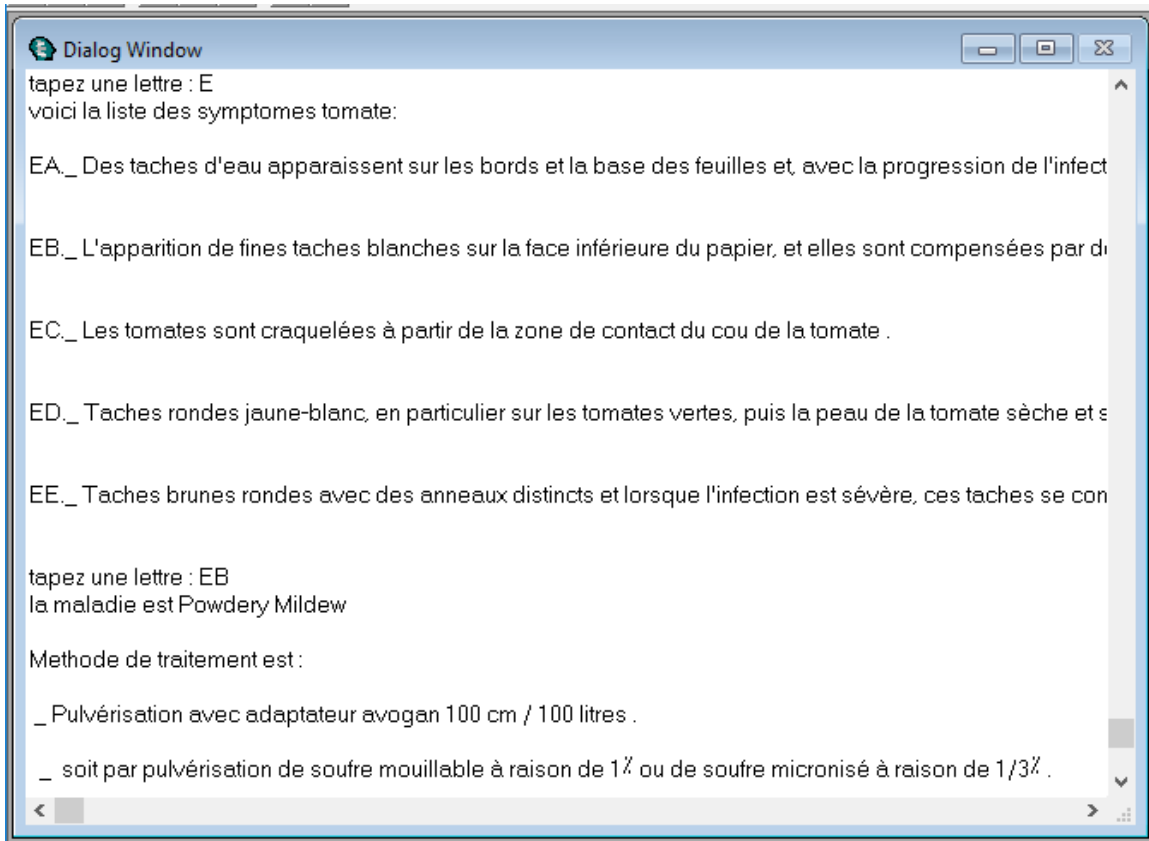 Dialog Window
tapez une lettre : E
voici la liste des symptomes tomate:
EA._ Des taches d'eau apparaissent sur les bords et la base des feuilles et, avec la progression de l'infect
EB._ L'apparition de fines taches blanches sur la face inférieure du papier, et elles sont compensées par d
EC._ Les tomates sont craquelées à partir de la zone de contact du cou de la tomate .
ED._ Taches rondes jaune-blanc, en particulier sur les tomates vertes, puis la peau de la tomate sèche et s
EE._ Taches brunes rondes avec des anneaux distincts et lorsque l'infection est sévère, ces taches se con
tapez une lettre : EB
la maladie est Powdery Mildew
Methode de traitement est :
_ Pulvérisation avec adaptateur avogan 100 cm / 100 litres .
_ soit par pulvérisation de soufre mouillable à raison de 1% ou de soufre micronisé à raison de 1/3% .